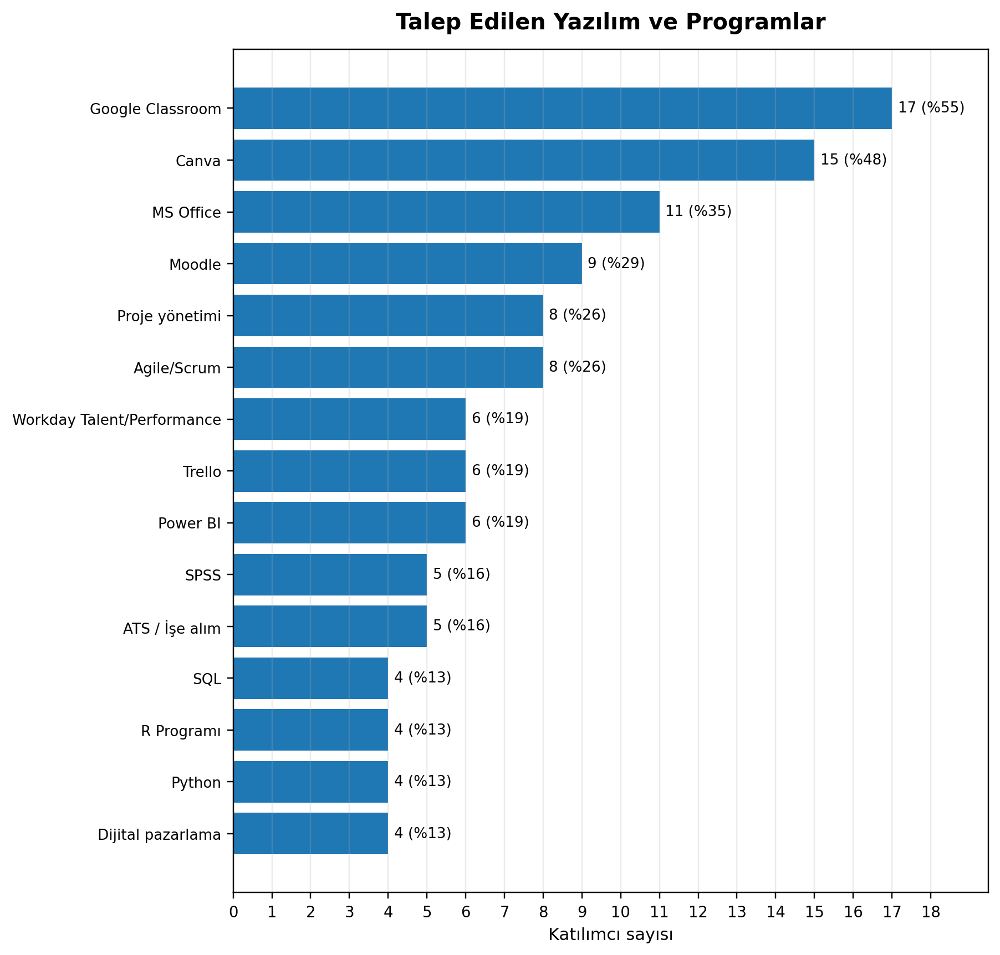 Talep Edilen Yazılım ve Programlar
Google Classroom 17 (%55)
Canva 15 (%48)
MS Office 11 (%35)
Moodle 9 (%29)
Proje yönetimi 8 (%26)
Agile/Scrum 8 (%26)
Workday Talent/Performance 6 (%19)
Trello 6 (%19)
Power BI 6 (%19)
SPSS 5 (%16)
ATS / İşe alım 5 (%16)
SQL 4 (%13)
R Programı 4 (%13)
Python 4 (%13)
Dijital pazarlama 4 (%13)
0 1 2 3 4 5 6 7 8 9 10 11 12 13 14 15 16 17 18
Katılımcı sayısı